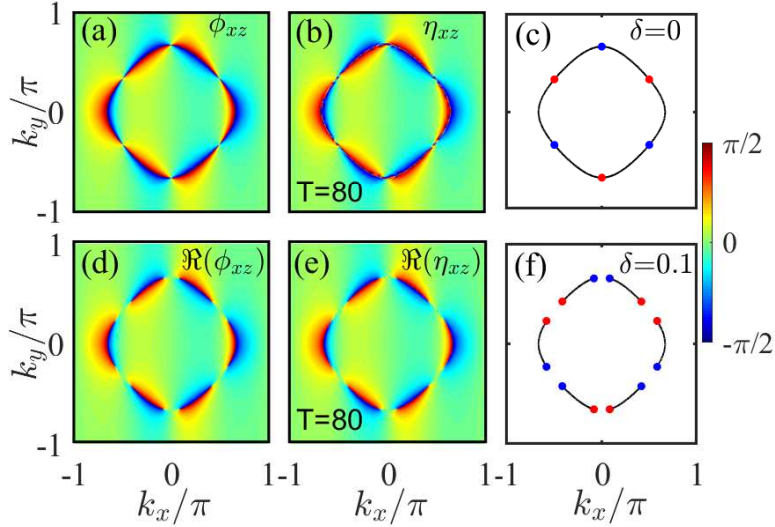 (a) ϕxz (b) ηxz (c) δ=0
1
ky/π 0
T=80
-1
π/2
0
-π/2
(d) ℜ(ϕxz) (e) ℜ(ηxz) (f) δ=0.1
1
ky/π 0
T=80
-1
-1 0 1 -1 0 1 -1 0 1
kx/π kx/π kx/π